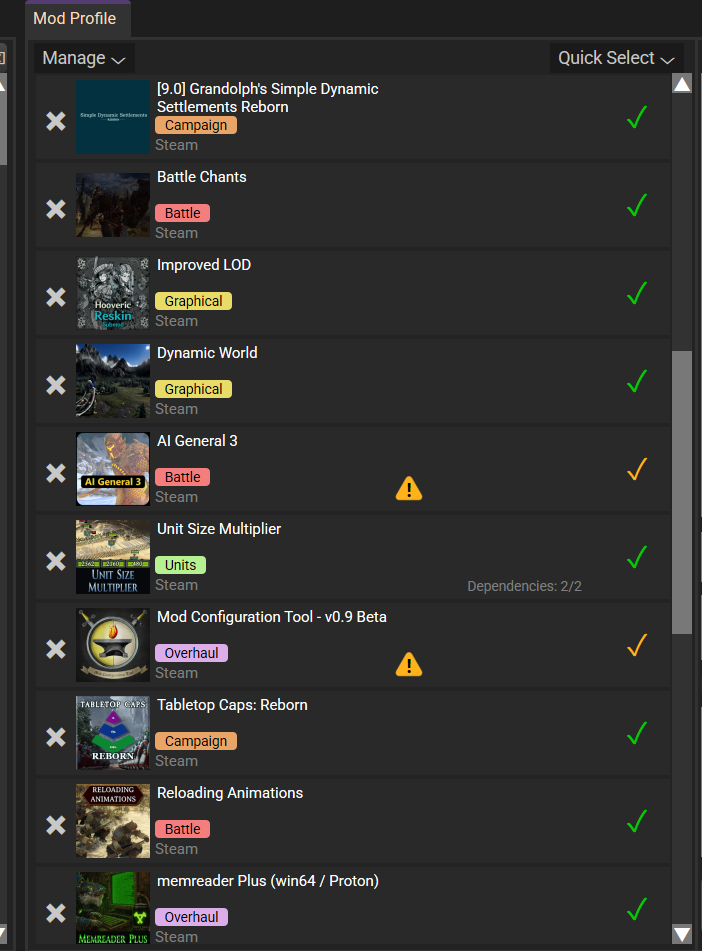 Mod Profile
Manage
Quick Select
[9.0] Grandolph's Simple Dynamic
Settlements Reborn
Simple Dynamic Settlements
Campaign
Steam
Battle Chants
Battle
Steam
Improved LOD
Hooveric
Reskin
Submod
Graphical
Steam
Dynamic World
Graphical
Steam
AI General 3
AI General 3
Battle
Steam
Unit Size Multiplier
UNIT SIZE
MULTIPLIER
Units
Steam
Dependencies: 2/2
Mod Configuration Tool - v0.9 Beta
Overhaul
Steam
Tabletop Caps: Reborn
TABLETOP CAPS
REBORN
Campaign
Steam
Reloading Animations
RELOADING
ANIMATIONS
Battle
Steam
memreader Plus (win64 / Proton)
MEMREADER PLUS
Overhaul
Steam